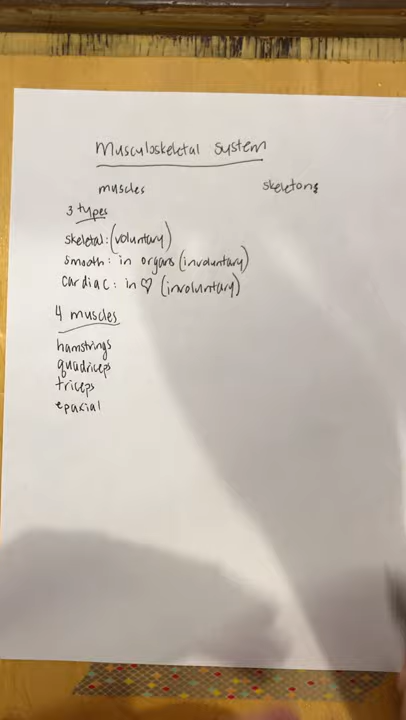 Musculoskeletal system
muscles
skeletons
3 types
skeletal: (voluntary)
smooth: in organs (involuntary)
cardiac: in ♡ (involuntary)
4 muscles
hamstrings
quadriceps
triceps
epaxial